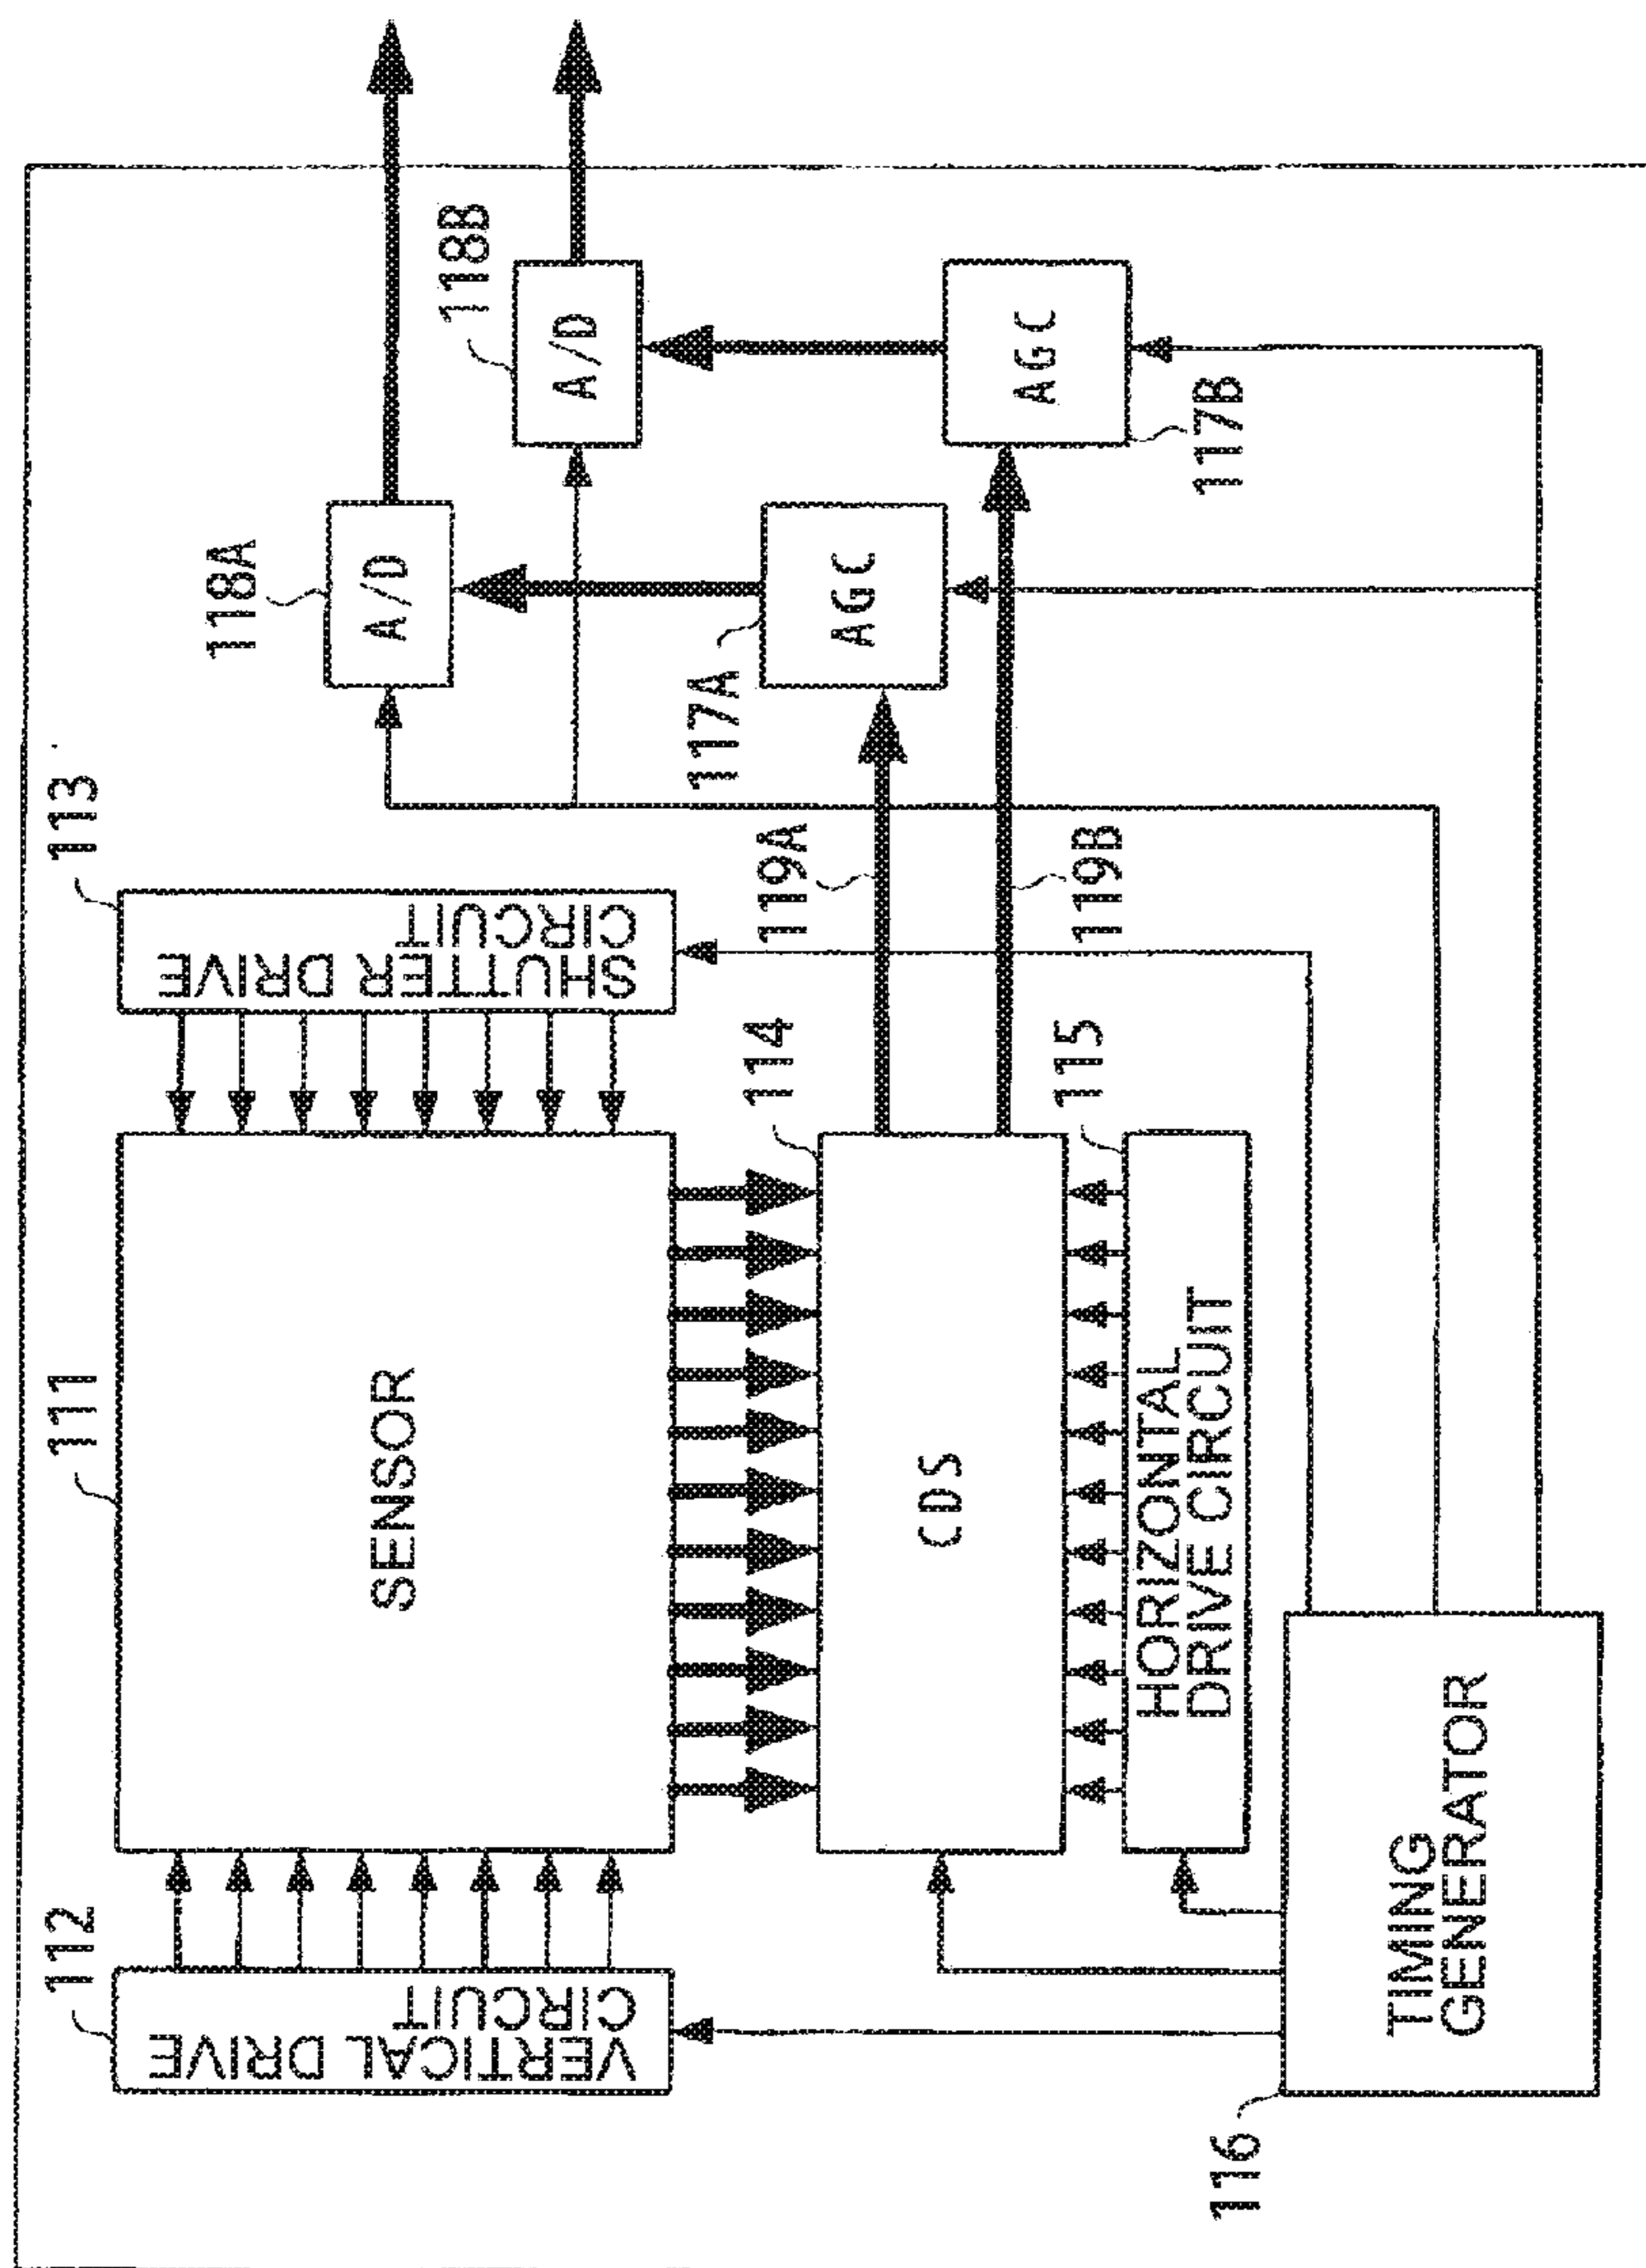 111
113
118A
118B
112
VERTICAL DRIVE
CIRCUIT
SENSOR
SHUTTER DRIVE
CIRCUIT
A/D
A/D
117A
114
119A
CDS
AGC
AGC
119B
115
117B
HORIZONTAL
DRIVE CIRCUIT
116
TIMING
GENERATOR